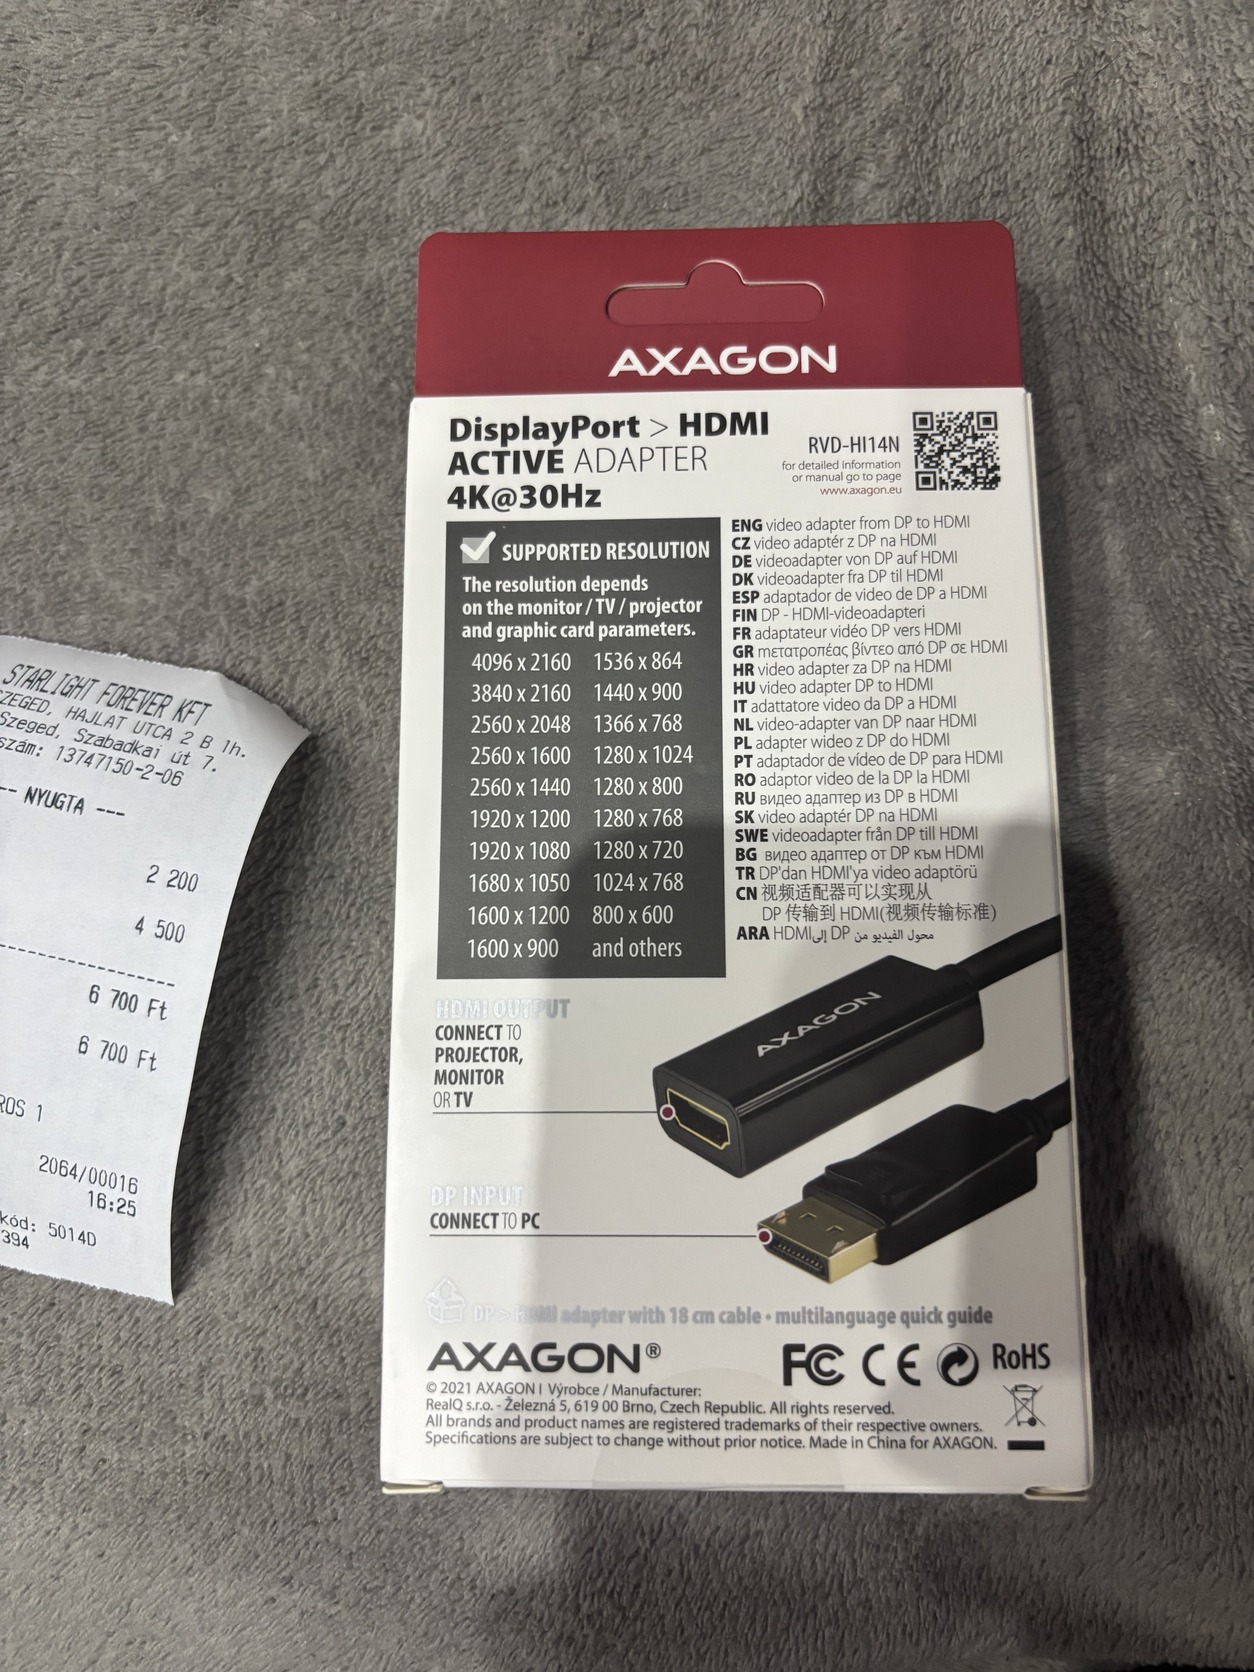 AXAGON
DisplayPort > HDMI
ACTIVE ADAPTER
4K@30Hz
RVD-HI14N
for detailed information
or manual go to page
www.axagon.eu
SUPPORTED RESOLUTION
The resolution depends
on the monitor / TV / projector
and graphic card parameters.
4096 x 2160 1536 x 864
3840 x 2160 1440 x 900
2560 x 2048 1366 x 768
2560 x 1600 1280 x 1024
2560 x 1440 1280 x 800
1920 x 1200 1280 x 768
1920 x 1080 1280 x 720
1680 x 1050 1024 x 768
1600 x 1200 800 x 600
1600 x 900 and others
ENG video adapter from DP to HDMI
CZ video adaptér z DP na HDMI
DE videoadapter von DP auf HDMI
DK videoadapter fra DP til HDMI
ESP adaptador de video de DP a HDMI
FIN DP - HDMI-videoadapteri
FR adaptateur vidéo DP vers HDMI
GR μετατροπέας βίντεο από DP σε HDMI
HR video adapter za DP na HDMI
HU video adapter DP to HDMI
IT adattatore video da DP a HDMI
NL video-adapter van DP naar HDMI
PL adapter wideo z DP do HDMI
PT adaptador de vídeo de DP para HDMI
RO adaptor video de la DP la HDMI
RU видео адаптер из DP в HDMI
SK video adaptér DP na HDMI
SWE videoadapter från DP till HDMI
BG видео адаптер от DP към HDMI
TR DP'dan HDMI'ya video adaptörü
CN 视频适配器可以实现从
DP 传输到 HDMI(视频传输标准)
ARA محول الفيديو من DP إلى HDMI
HDMI OUTPUT
CONNECT TO
PROJECTOR,
MONITOR
OR TV
AXAGON
DP INPUT
CONNECT TO PC
DP > HDMI adapter with 18 cm cable • multilanguage quick guide
AXAGON®
FC CE RoHS
© 2021 AXAGON I Výrobce / Manufacturer:
RealQ s.r.o. - Železná 5, 619 00 Brno, Czech Republic. All rights reserved.
All brands and product names are registered trademarks of their respective owners.
Specifications are subject to change without prior notice. Made in China for AXAGON.
STARLIGHT FOREVER KFT
SZEGED, HAJLAT UTCA 2 B 1h.
Szeged, Szabadkai út 7.
szám: 13747150-2-06
-- NYUGTA ---
2 200
4 500
6 700 Ft
6 700 Ft
ROS 1
2064/00016
16:25
kód: 5014D
394